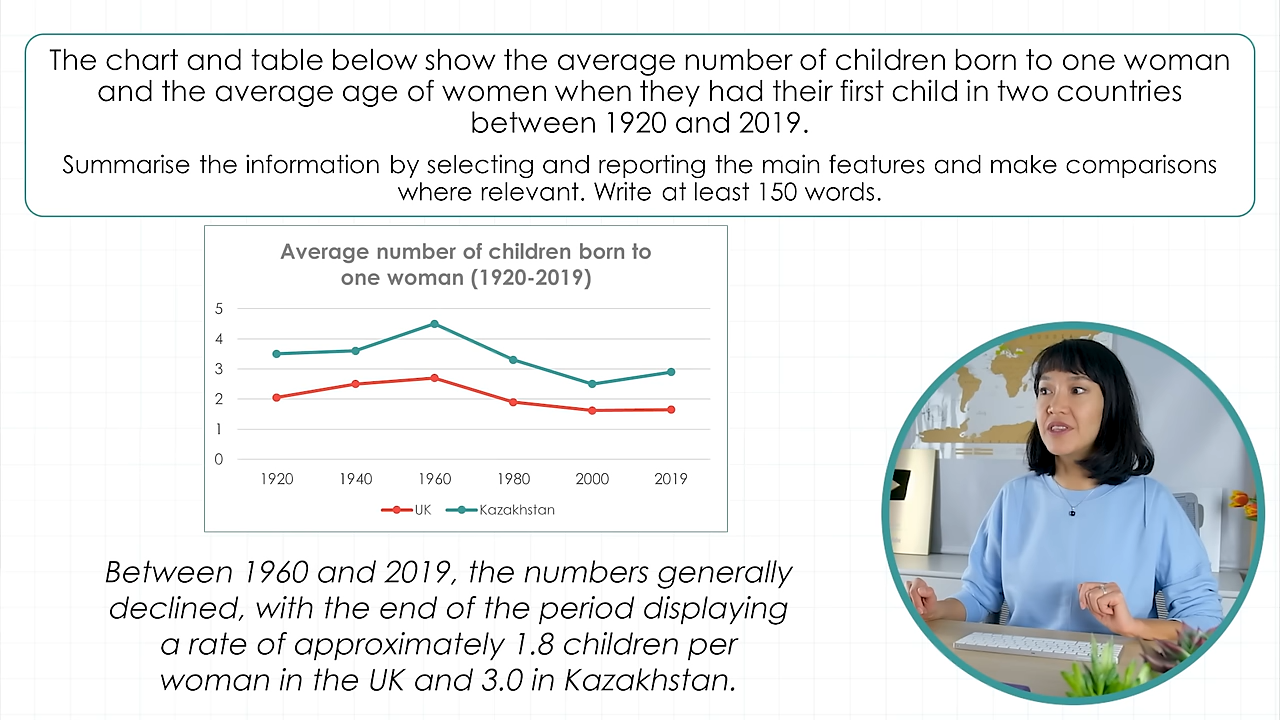 The chart and table below show the average number of children born to one woman
and the average age of women when they had their first child in two countries
between 1920 and 2019.
Summarise the information by selecting and reporting the main features and make comparisons
where relevant. Write at least 150 words.
Average number of children born to
one woman (1920-2019)
5
4
3
2
1
0
1920 1940 1960 1980 2000 2019
UK Kazakhstan
Between 1960 and 2019, the numbers generally
declined, with the end of the period displaying
a rate of approximately 1.8 children per
woman in the UK and 3.0 in Kazakhstan.